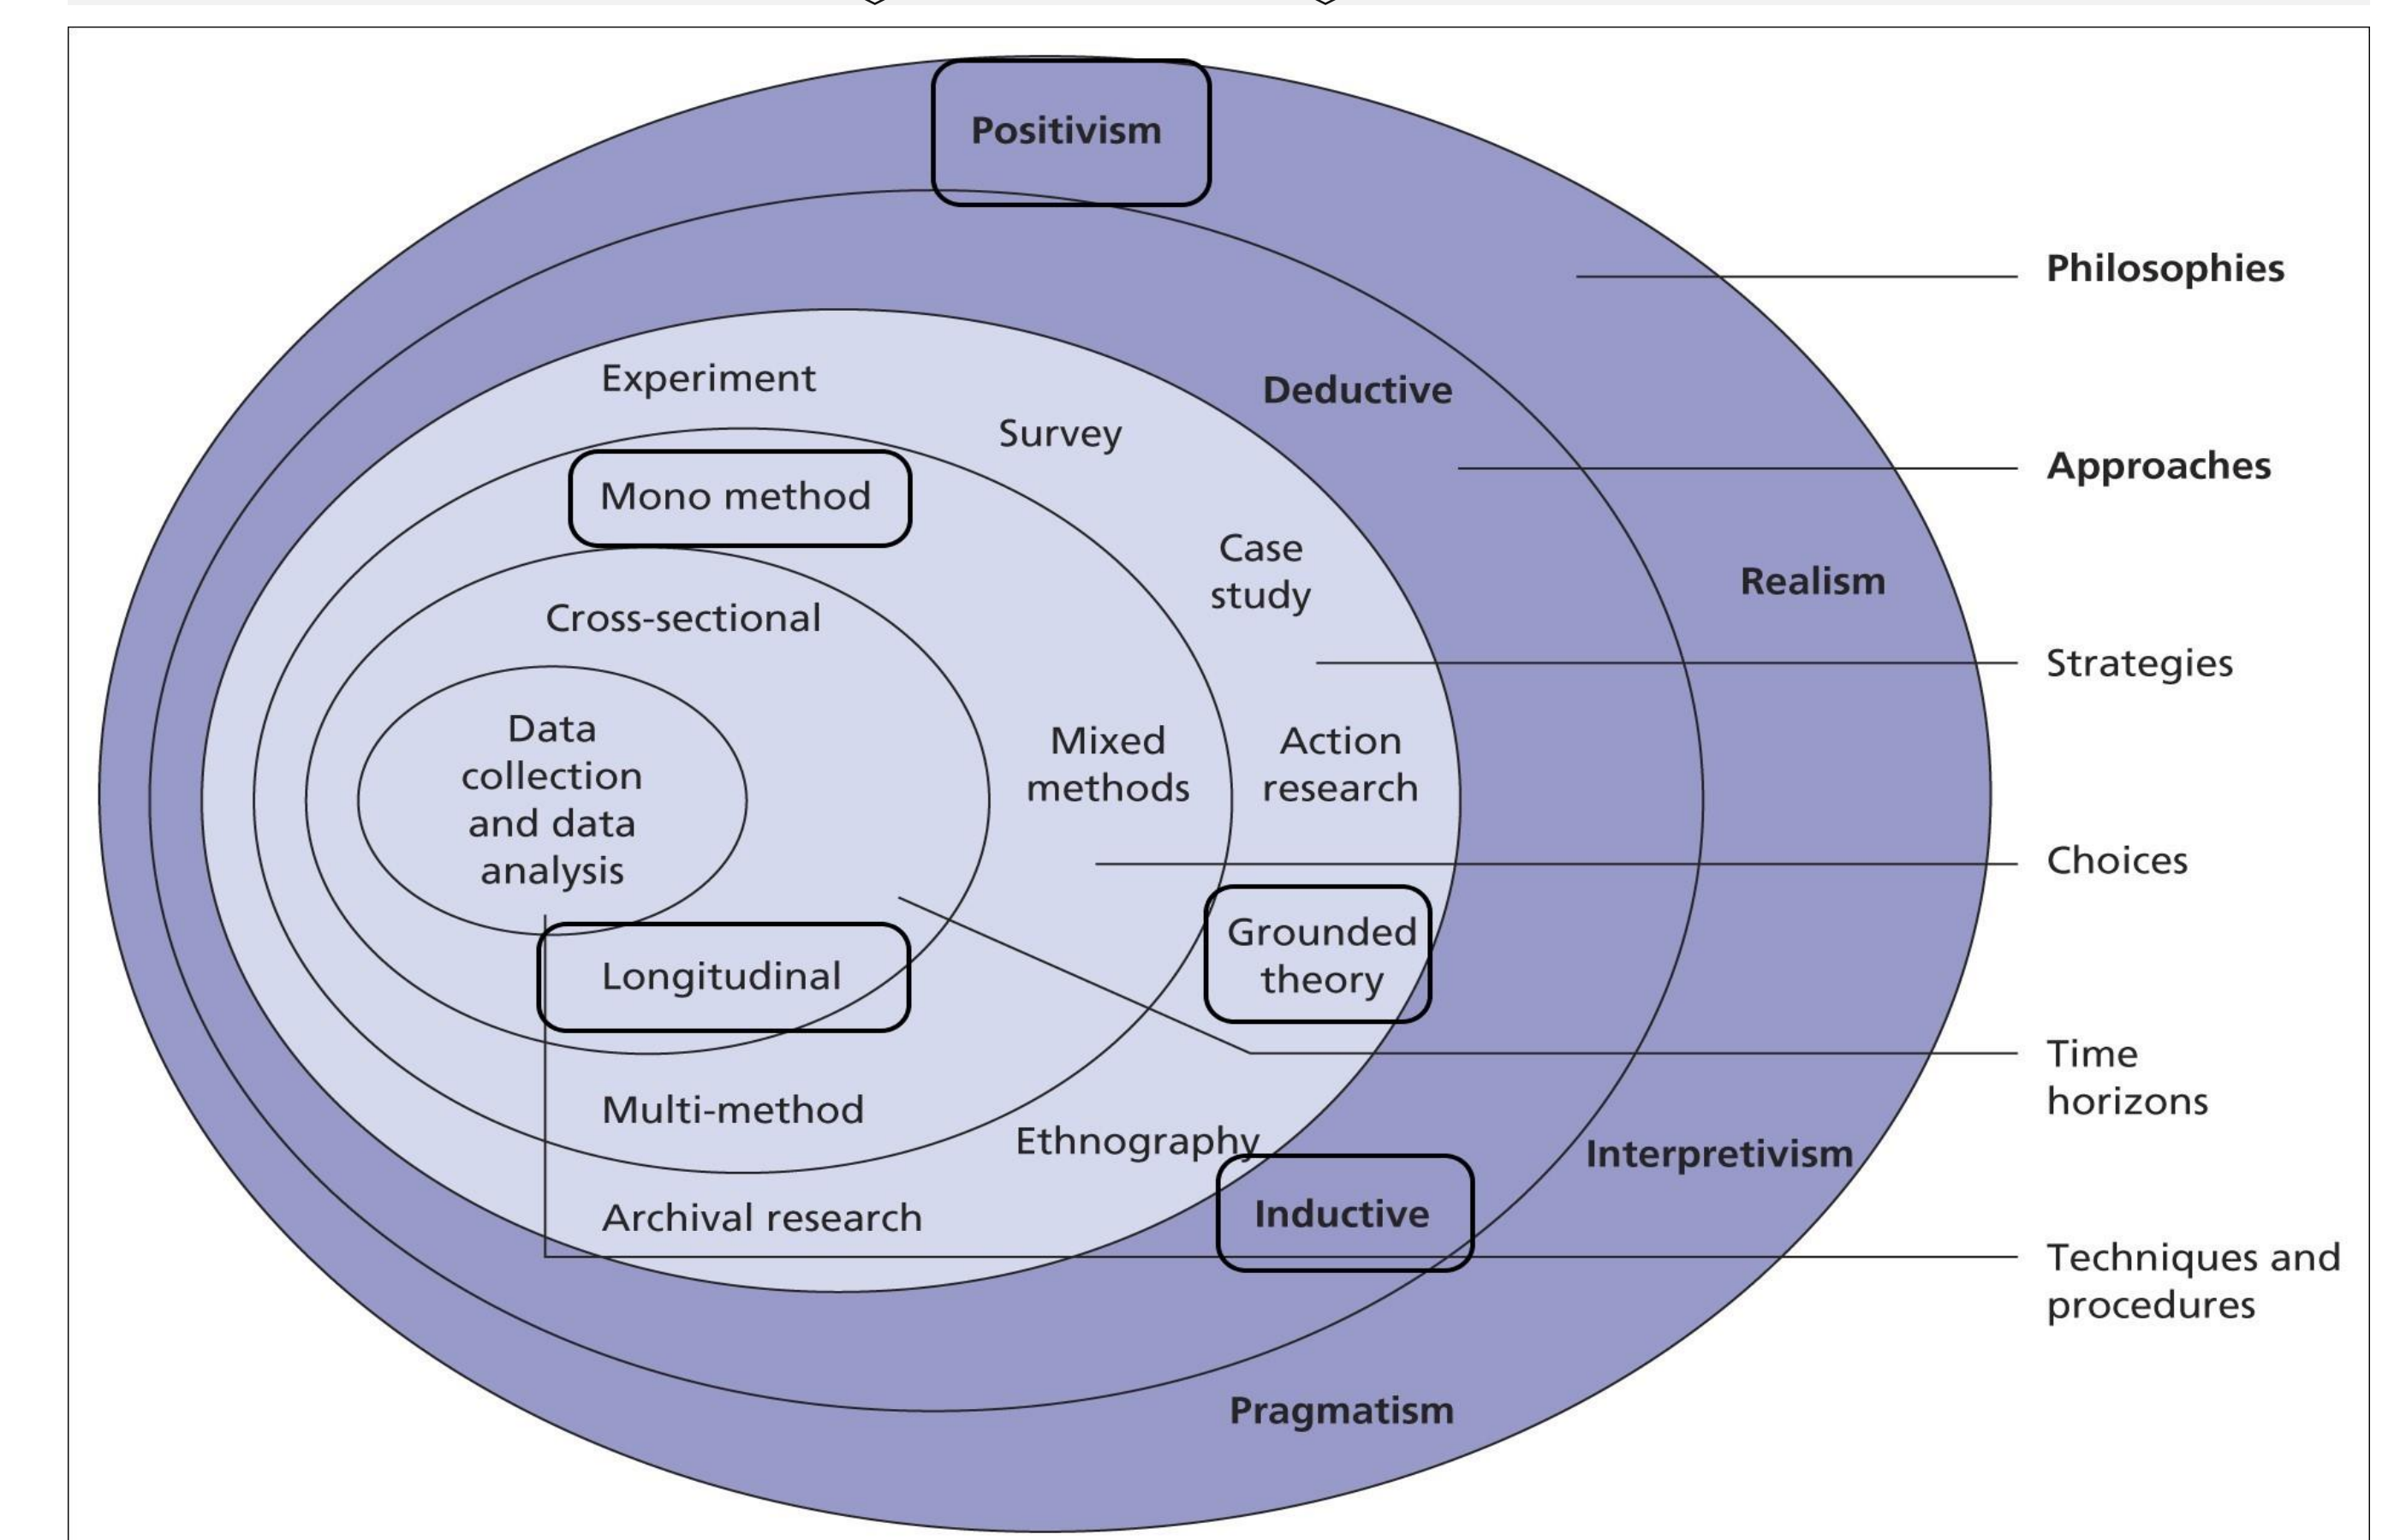 Positivism
Philosophies
Experiment
Deductive
Survey
Approaches
Mono method
Case
study
Realism
Cross-sectional
Strategies
Data
collection
and data
analysis
Mixed
methods
Action
research
Choices
Grounded
theory
Longitudinal
Time
horizons
Multi-method
Ethnography
Interpretivism
Archival research
Inductive
Techniques and
procedures
Pragmatism